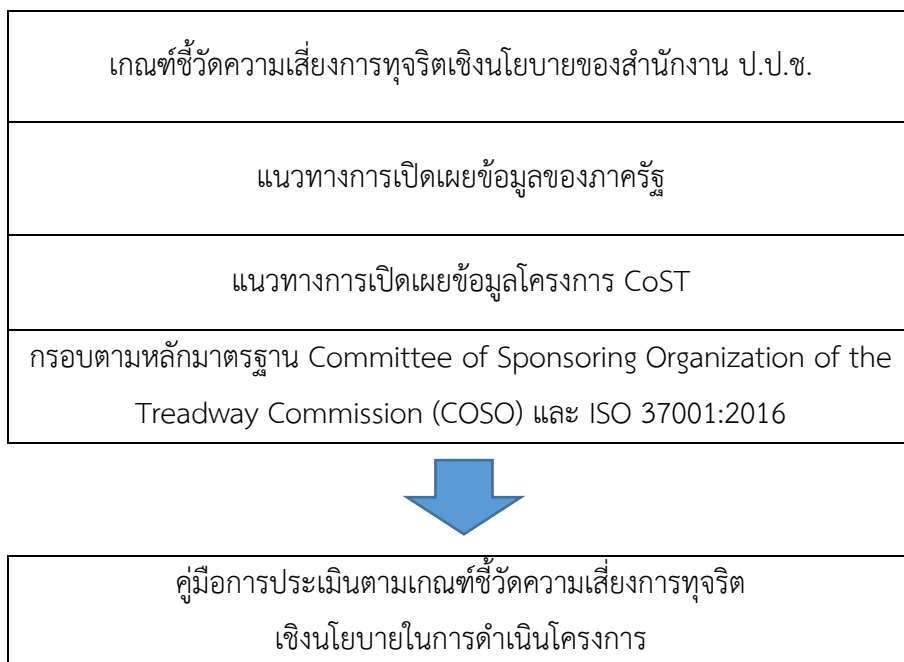 เกณฑ์ชี้วัดความเสี่ยงการทุจริตเชิงนโยบายของสำนักงาน ป.ป.ช.
แนวทางการเปิดเผยข้อมูลของภาครัฐ
แนวทางการเปิดเผยข้อมูลโครงการ CoST
กรอบตามหลักมาตรฐาน Committee of Sponsoring Organization of the
Treadway Commission (COSO) และ ISO 37001:2016
คู่มือการประเมินตามเกณฑ์ชี้วัดความเสี่ยงการทุจริต
เชิงนโยบายในการดำเนินโครงการ